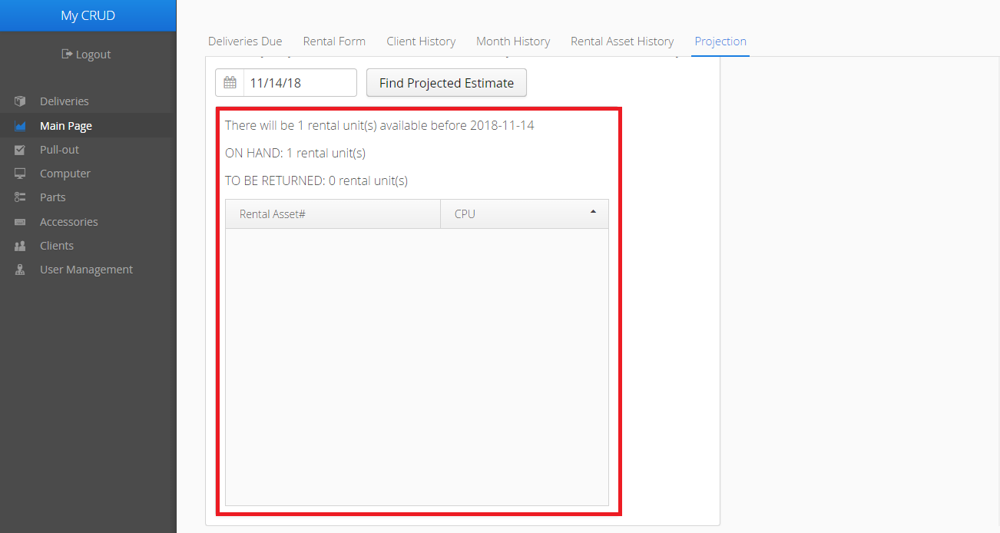 My CRUD
Logout
Deliveries
Main Page
Pull-out
Computer
Parts
Accessories
Clients
User Management
Deliveries Due
Rental Form
Client History
Month History
Rental Asset History
Projection
11/14/18
Find Projected Estimate
There will be 1 rental unit(s) available before 2018-11-14
ON HAND: 1 rental unit(s)
TO BE RETURNED: 0 rental unit(s)
Rental Asset#
CPU